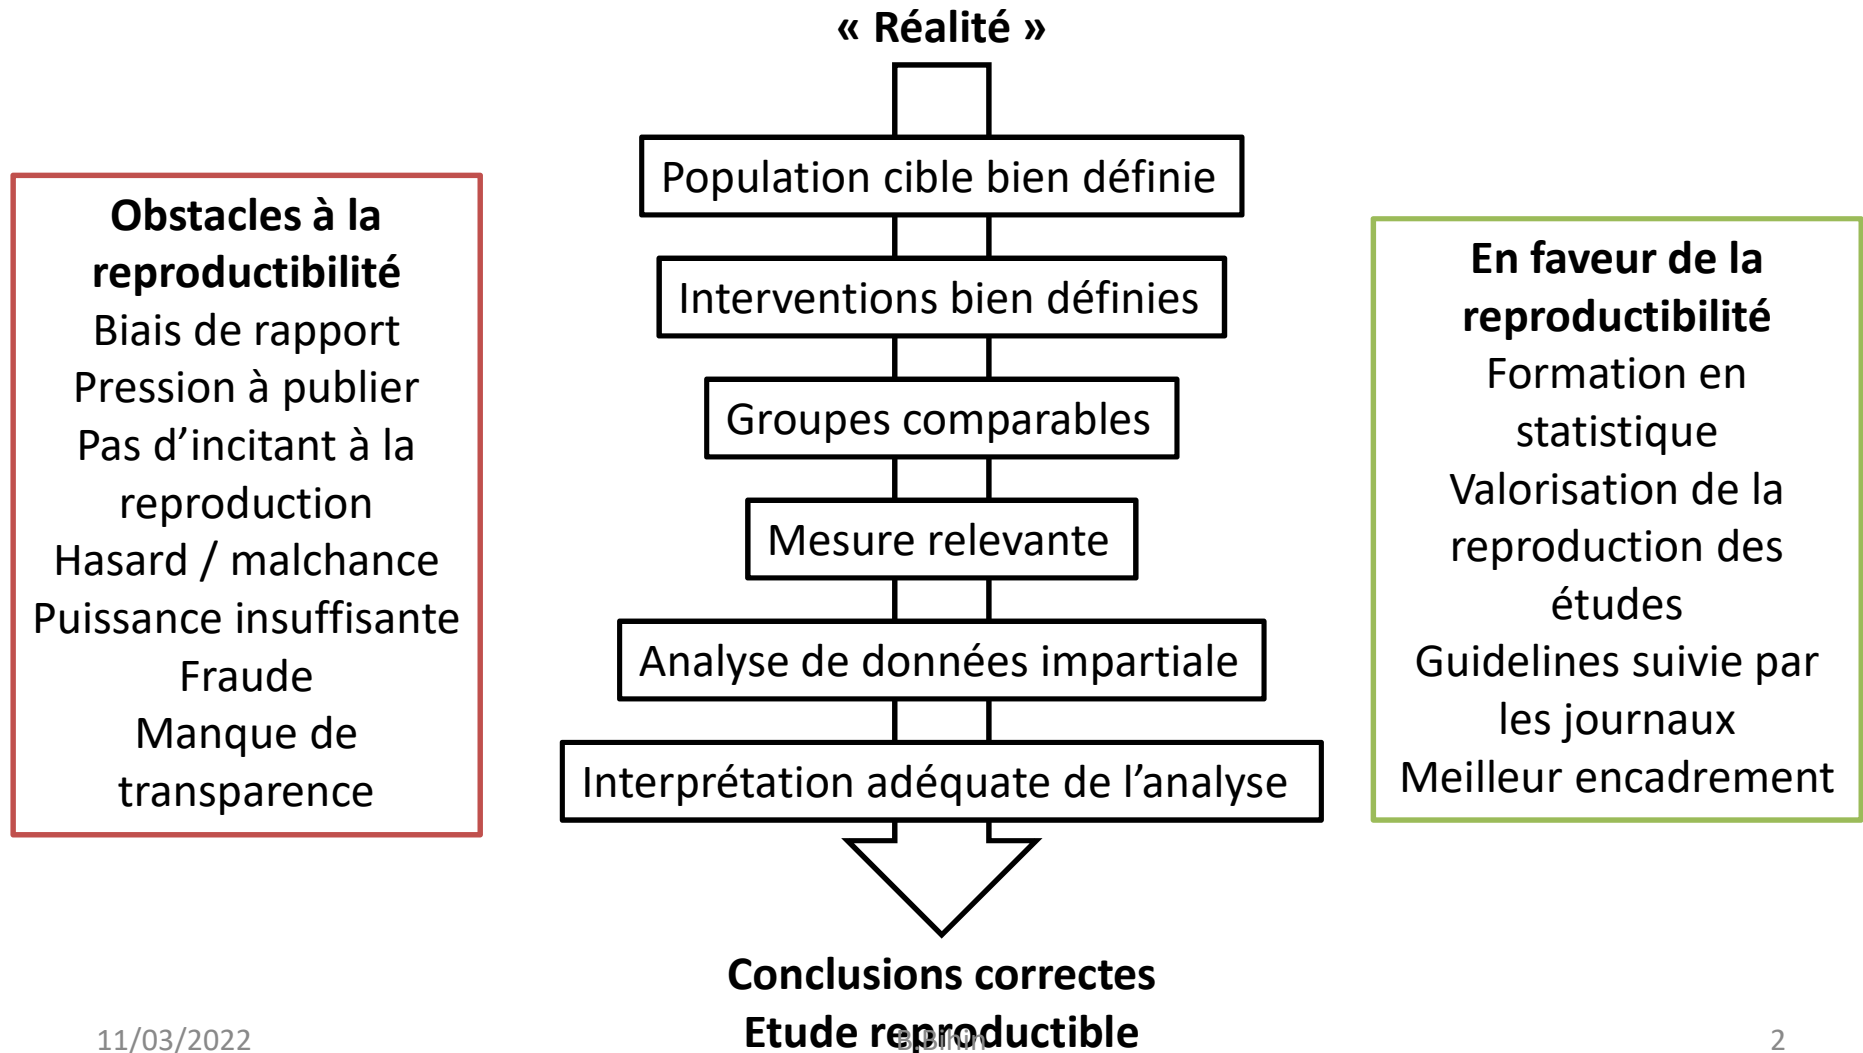 « Réalité »
Population cible bien définie
Interventions bien définies
Groupes comparables
Mesure relevante
Analyse de données impartiale
Interprétation adéquate de l’analyse
Conclusions correctes
Etude reproductible
Obstacles à la
reproductibilité
Biais de rapport
Pression à publier
Pas d’incitant à la
reproduction
Hasard / malchance
Puissance insuffisante
Fraude
Manque de
transparence
En faveur de la
reproductibilité
Formation en
statistique
Valorisation de la
reproduction des
études
Guidelines suivie par
les journaux
Meilleur encadrement
11/03/2022
B.Bihin
2